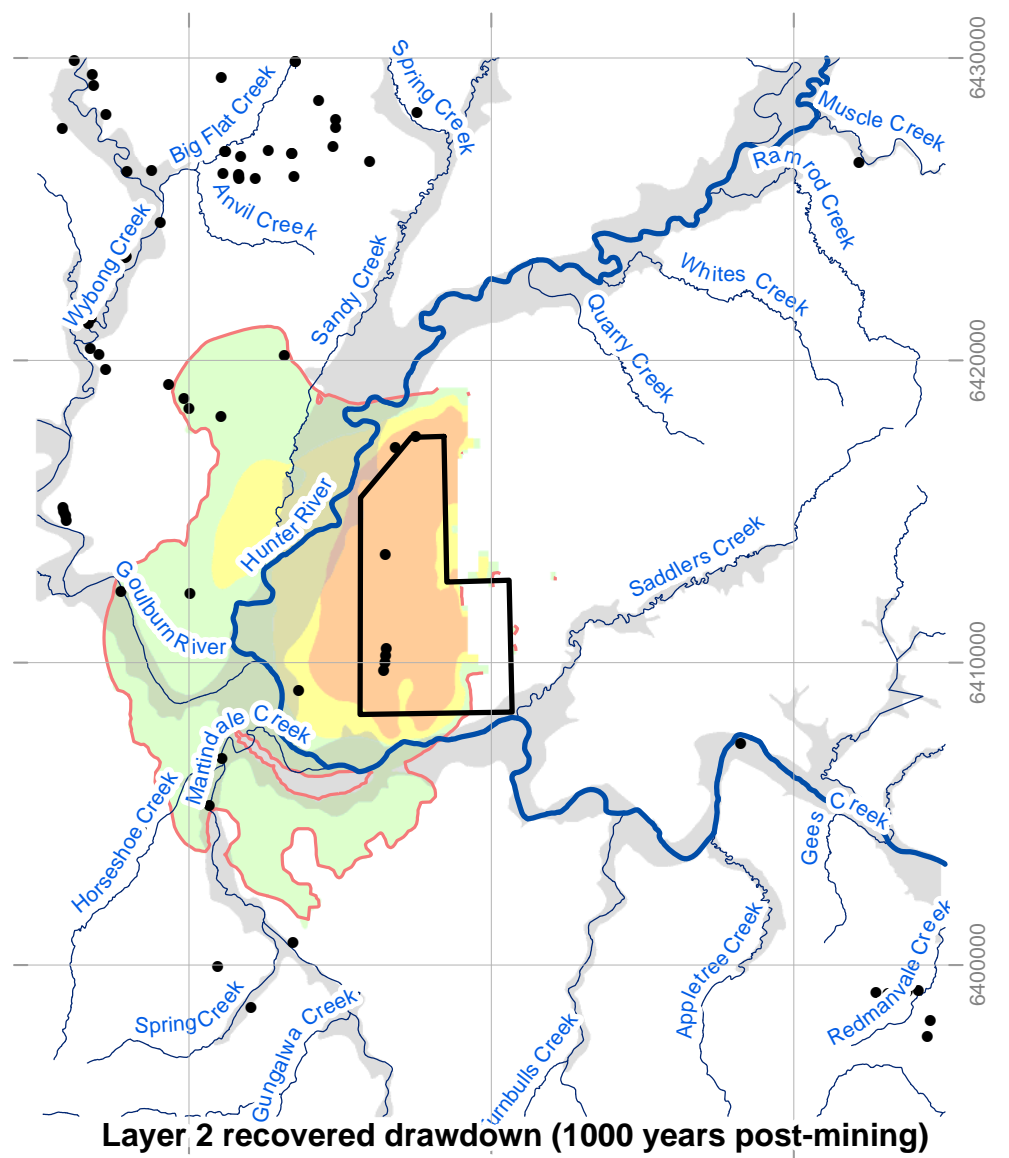 6430000
Spring Creek
Muscle Creek
Big Flat Creek
Ramrod Creek
Anvil Creek
Wybong Creek
Sandy Creek
Whites Creek
Quarry Creek
6420000
Hunter River
Saddlers Creek
Goulburn River
6410000
Martindale Creek
Horseshoe Creek
Gees Creek
Appletree Creek
Redmanvale Creek
6400000
Spring Creek
Gungalwa Creek
urnbulls Creek
Layer 2 recovered drawdown (1000 years post-mining)